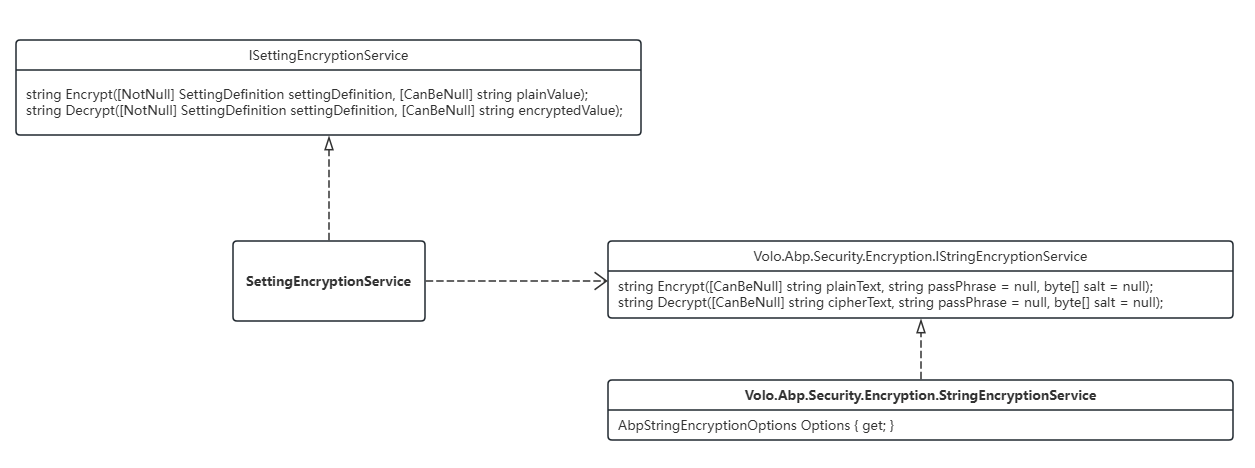 ISettingEncryptionService
string Encrypt([NotNull] SettingDefinition settingDefinition, [CanBeNull] string plainValue);
string Decrypt([NotNull] SettingDefinition settingDefinition, [CanBeNull] string encryptedValue);
SettingEncryptionService
Volo.Abp.Security.Encryption.IStringEncryptionService
string Encrypt([CanBeNull] string plainText, string passPhrase = null, byte[] salt = null);
string Decrypt([CanBeNull] string cipherText, string passPhrase = null, byte[] salt = null);
Volo.Abp.Security.Encryption.StringEncryptionService
AbpStringEncryptionOptions Options { get; }